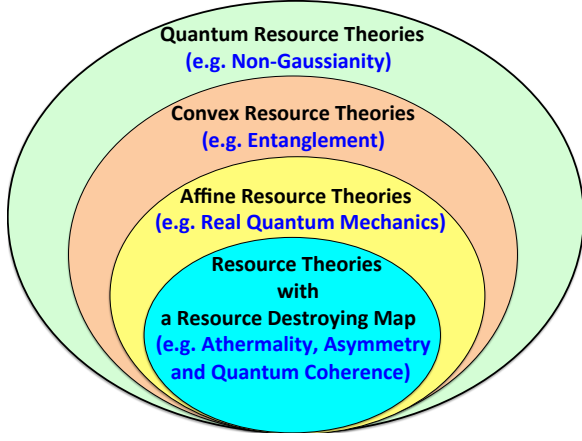 Quantum Resource Theories
(e.g. Non-Gaussianity)
Convex Resource Theories
(e.g. Entanglement)
Affine Resource Theories
(e.g. Real Quantum Mechanics)
Resource Theories
with
a Resource Destroying Map
(e.g. Athermality, Asymmetry
and Quantum Coherence)